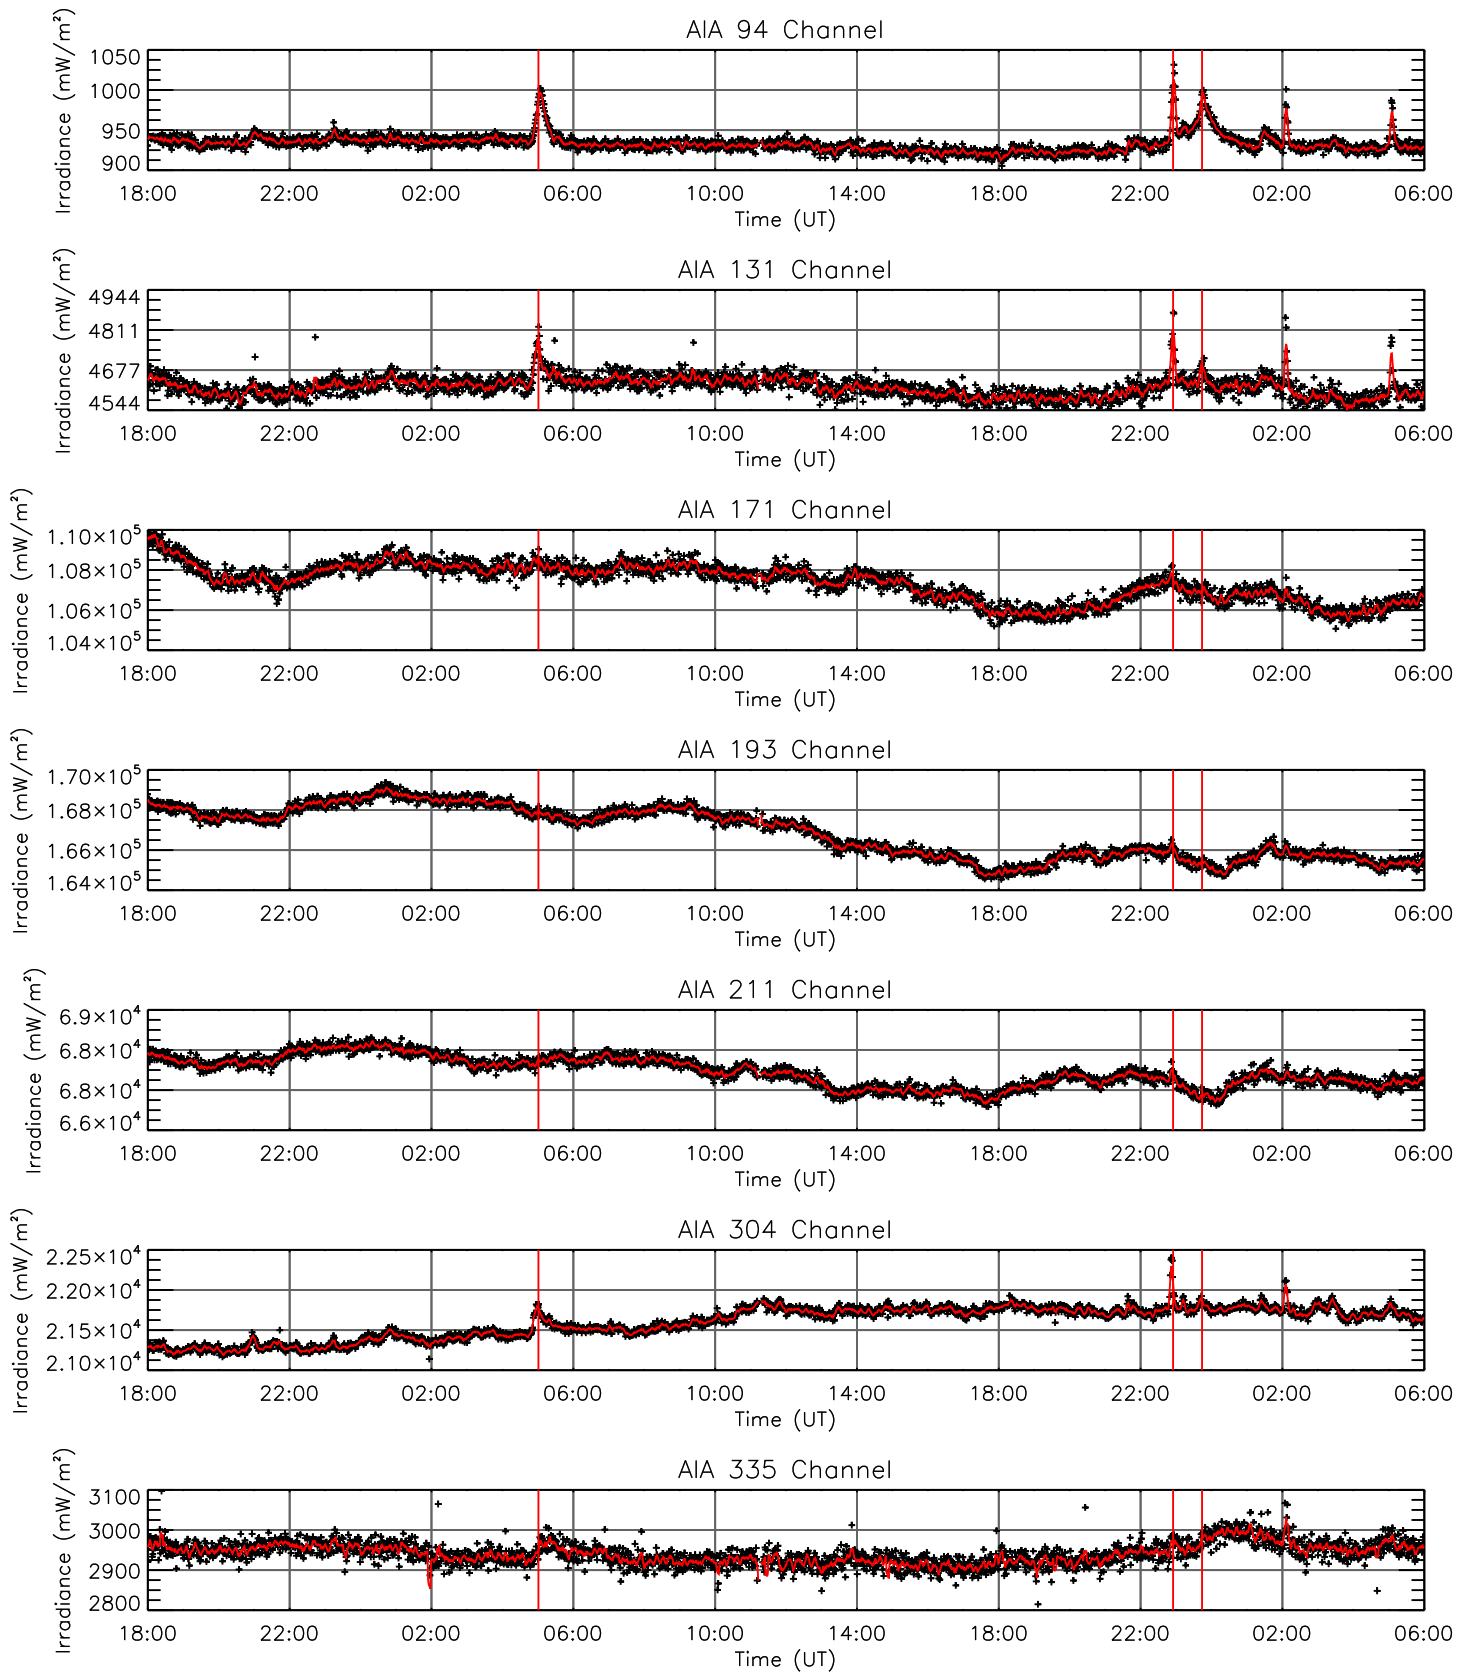 AIA 94 Channel
Irradiance (mW/m²)
1050
1000
950
900
18:00 22:00 02:00 06:00 10:00 14:00 18:00 22:00 02:00 06:00
Time (UT)
AIA 131 Channel
Irradiance (mW/m²)
4944
4811
4677
4544
18:00 22:00 02:00 06:00 10:00 14:00 18:00 22:00 02:00 06:00
Time (UT)
AIA 171 Channel
Irradiance (mW/m²)
1.10×10⁵
1.08×10⁵
1.06×10⁵
1.04×10⁵
18:00 22:00 02:00 06:00 10:00 14:00 18:00 22:00 02:00 06:00
Time (UT)
AIA 193 Channel
Irradiance (mW/m²)
1.70×10⁵
1.68×10⁵
1.66×10⁵
1.64×10⁵
18:00 22:00 02:00 06:00 10:00 14:00 18:00 22:00 02:00 06:00
Time (UT)
AIA 211 Channel
Irradiance (mW/m²)
6.9×10⁴
6.8×10⁴
6.8×10⁴
6.6×10⁴
18:00 22:00 02:00 06:00 10:00 14:00 18:00 22:00 02:00 06:00
Time (UT)
AIA 304 Channel
Irradiance (mW/m²)
2.25×10⁴
2.20×10⁴
2.15×10⁴
2.10×10⁴
18:00 22:00 02:00 06:00 10:00 14:00 18:00 22:00 02:00 06:00
Time (UT)
AIA 335 Channel
Irradiance (mW/m²)
3100
3000
2900
2800
18:00 22:00 02:00 06:00 10:00 14:00 18:00 22:00 02:00 06:00
Time (UT)